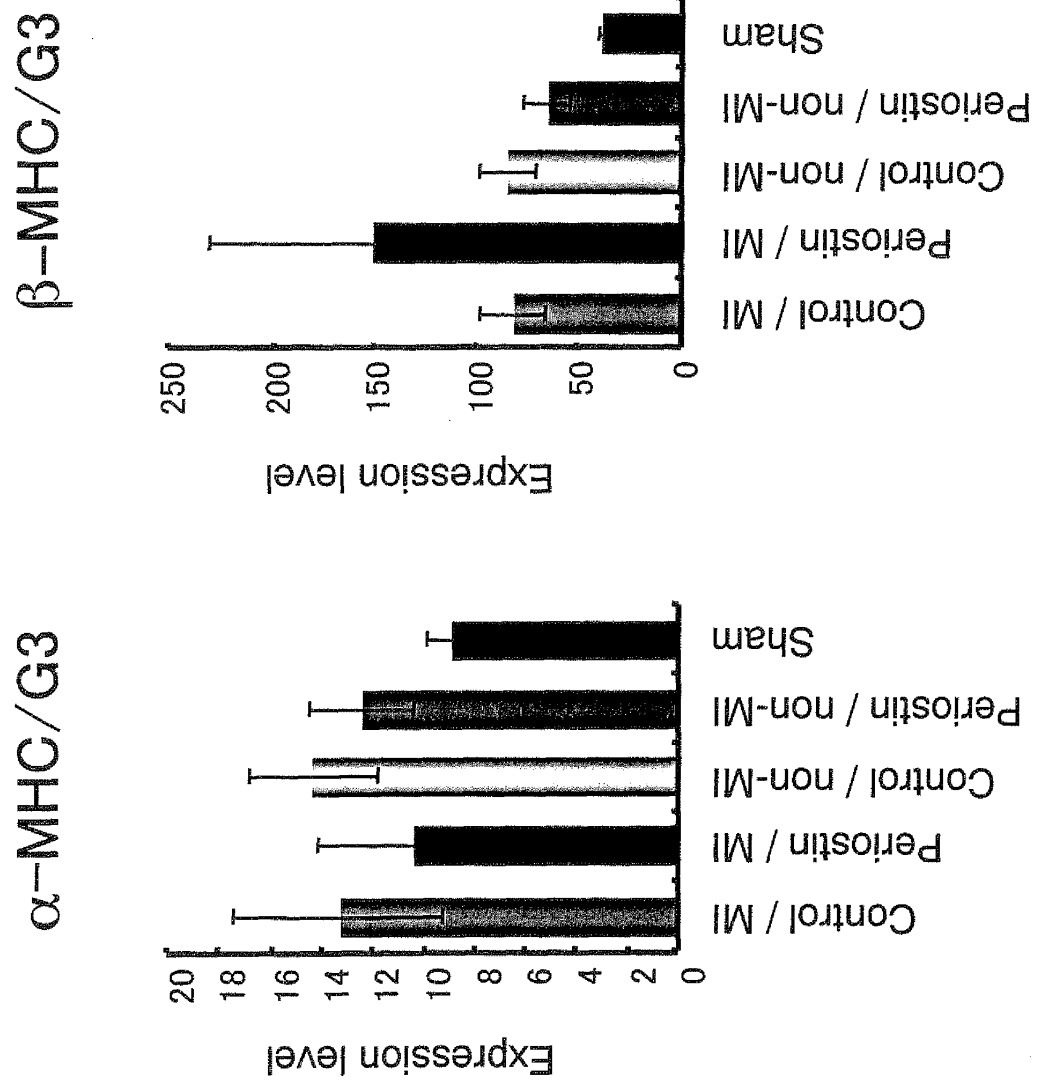 α-MHC/G3
Expression level
20
18
16
14
12
10
8
6
4
2
0
Control / MI
Periostin / MI
Control / non-MI
Periostin / non-MI
Sham
β-MHC/G3
Expression level
250
200
150
100
50
0
Control / MI
Periostin / MI
Control / non-MI
Periostin / non-MI
Sham